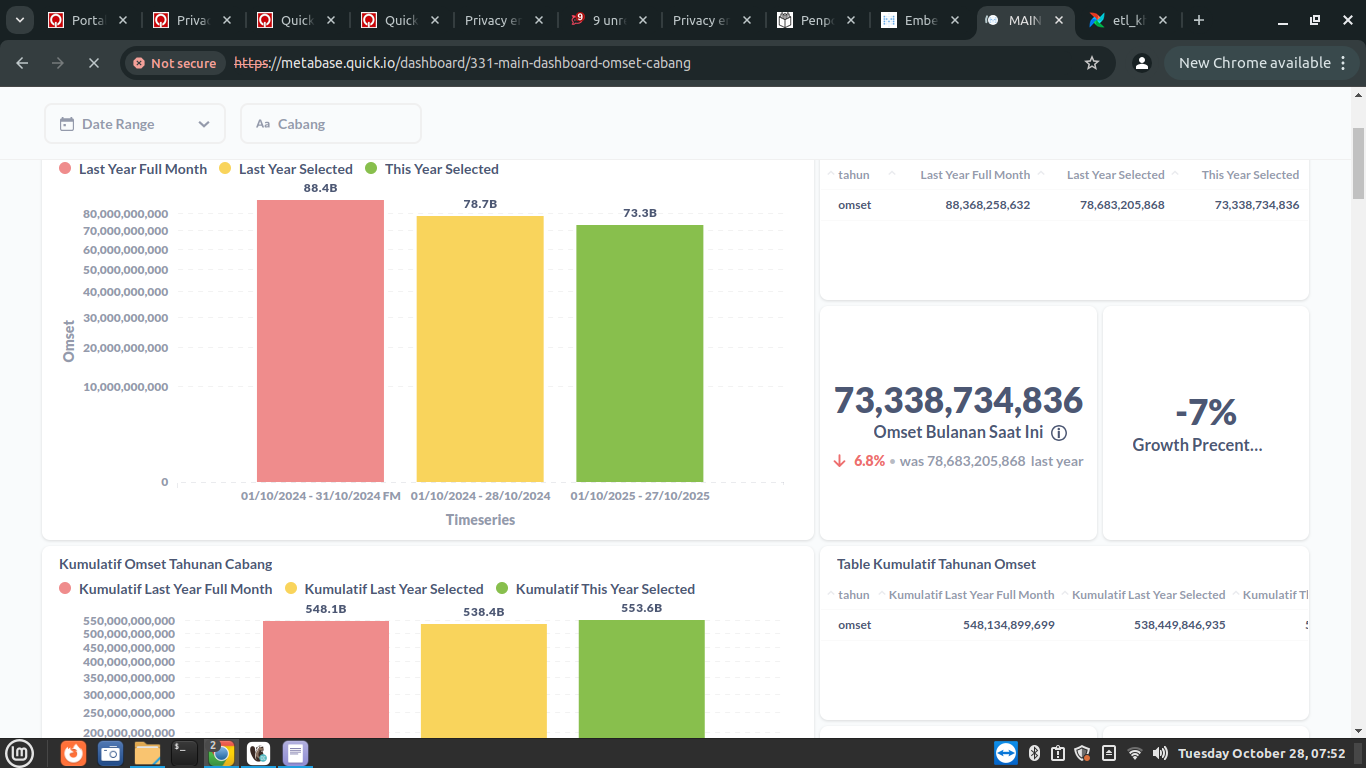 Porta
Privac
Quick
Quick
Privacy er
9 unre
Privacy er
Penpo
Embe
MAIN
etl_kh
Not secure
https://metabase.quick.io/dashboard/331-main-dashboard-omset-cabang
New Chrome available
Date Range
Aa Cabang
Last Year Full Month Last Year Selected This Year Selected
88.4B
78.7B
73.3B
80,000,000,000
70,000,000,000
60,000,000,000
50,000,000,000
40,000,000,000
30,000,000,000
20,000,000,000
10,000,000,000
0
Omset
01/10/2024 - 31/10/2024 FM 01/10/2024 - 28/10/2024 01/10/2025 - 27/10/2025
Timeseries
tahun Last Year Full Month Last Year Selected This Year Selected
omset 88,368,258,632 78,683,205,868 73,338,734,836
73,338,734,836
Omset Bulanan Saat Ini
6.8% • was 78,683,205,868 last year
-7%
Growth Precent...
Kumulatif Omset Tahunan Cabang
Kumulatif Last Year Full Month Kumulatif Last Year Selected Kumulatif This Year Selected
548.1B
538.4B
553.6B
550,000,000,000
500,000,000,000
450,000,000,000
400,000,000,000
350,000,000,000
300,000,000,000
250,000,000,000
200,000,000,000
Table Kumulatif Tahunan Omset
tahun Kumulatif Last Year Full Month Kumulatif Last Year Selected Kumulatif
omset 548,134,899,699 538,449,846,935
2
Tuesday October 28, 07:52